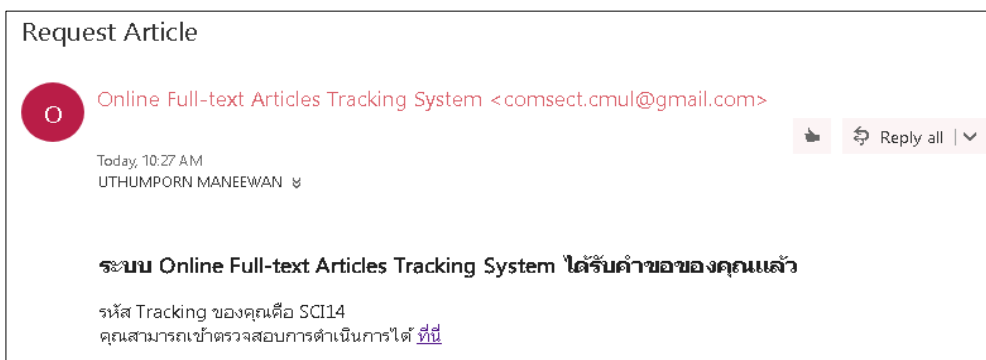 Request Article
O
Online Full-text Articles Tracking System <comsect.cmul@gmail.com>
Reply all
Today, 10:27 AM
UTHUMPORN MANEEWAN
ระบบ Online Full-text Articles Tracking System ได้รับคำขอของคุณแล้ว
รหัส Tracking ของคุณคือ SCI14
คุณสามารถเข้าตรวจสอบการดำเนินการได้ ที่นี่